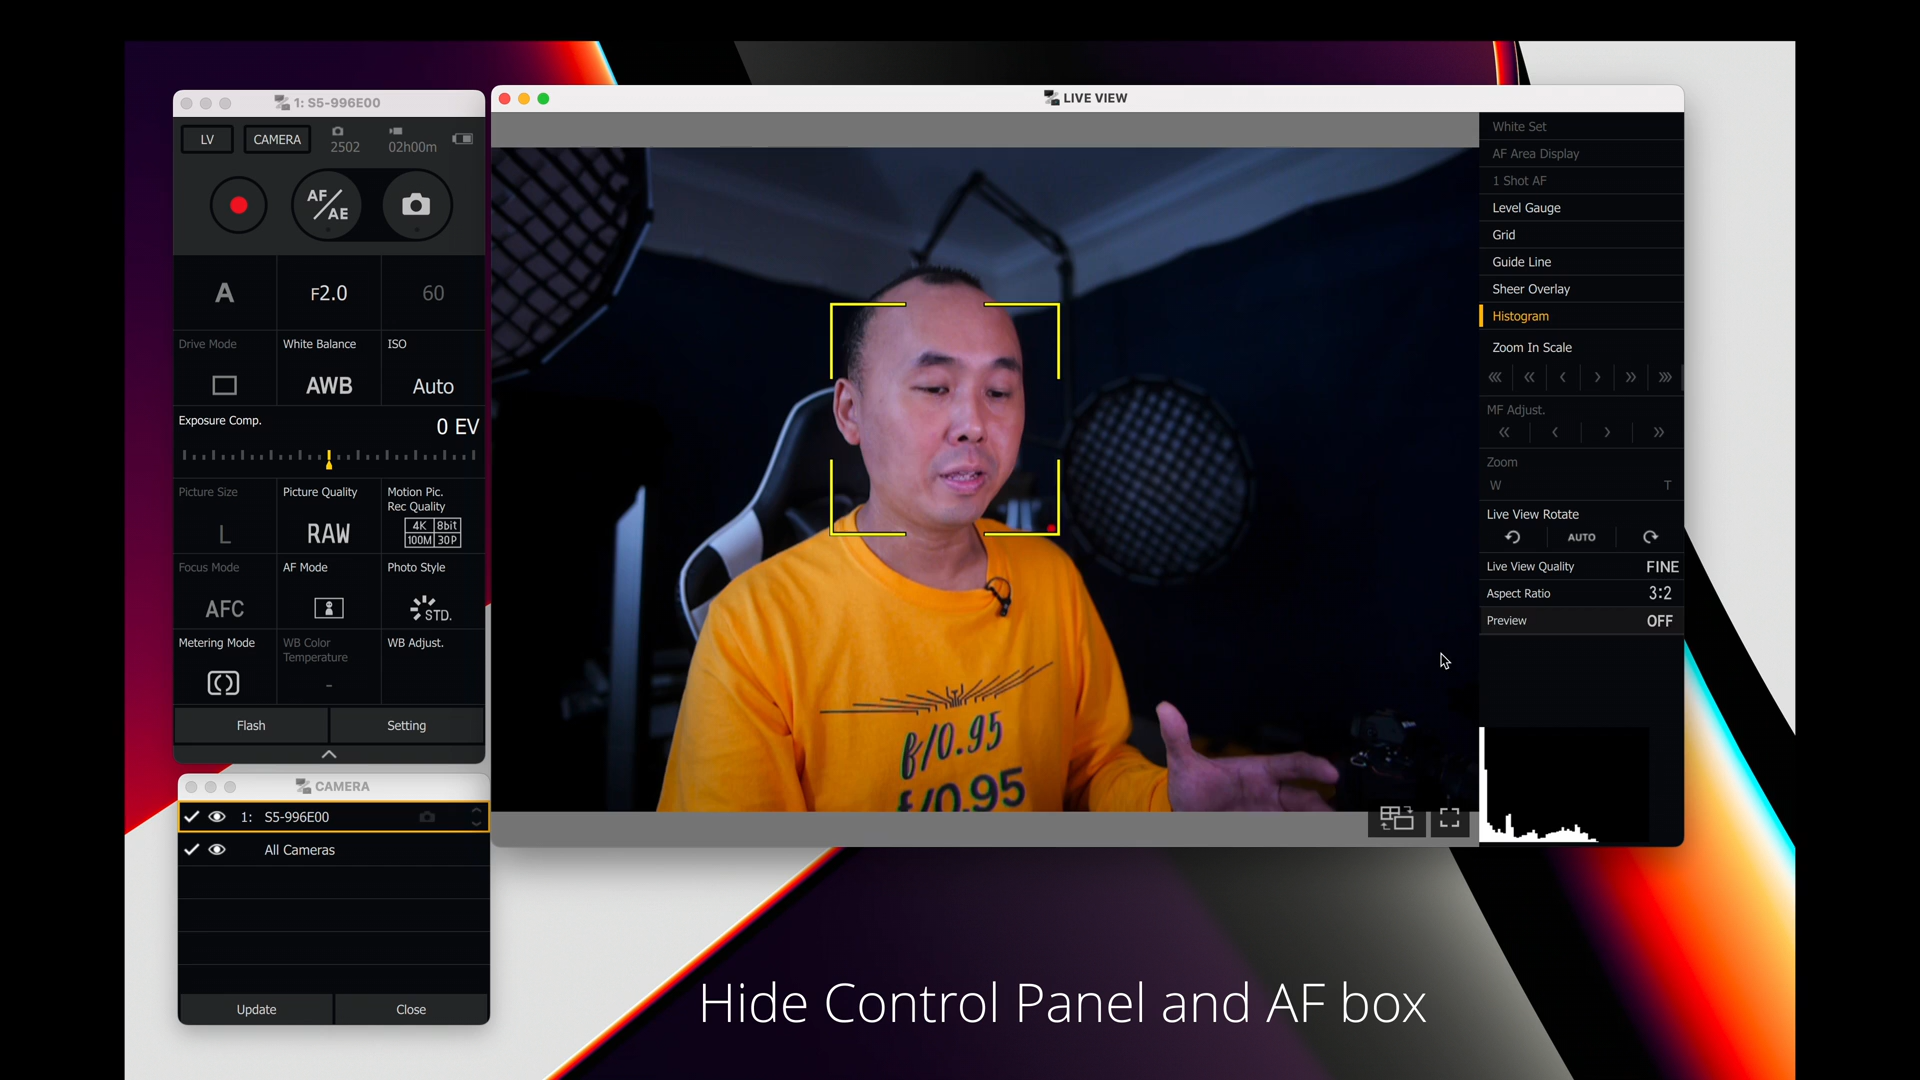 1: S5-996E00
LV
CAMERA
2502
02h00m
AF/AE
A
F2.0
60
Drive Mode
White Balance
ISO
AWB
Auto
Exposure Comp.
0 EV
Picture Size
Picture Quality
Motion Pic.
Rec Quality
L
RAW
4K 8bit
100M 30P
Focus Mode
AF Mode
Photo Style
AFC
STD.
Metering Mode
WB Color
Temperature
WB Adjust.
-
Flash
Setting
CAMERA
1: S5-996E00
All Cameras
Update
Close
LIVE VIEW
f/0.95
f/0.95
White Set
AF Area Display
1 Shot AF
Level Gauge
Grid
Guide Line
Sheer Overlay
Histogram
Zoom In Scale
MF Adjust.
Zoom
W
T
Live View Rotate
AUTO
Live View Quality
FINE
Aspect Ratio
3:2
Preview
OFF
Hide Control Panel and AF box